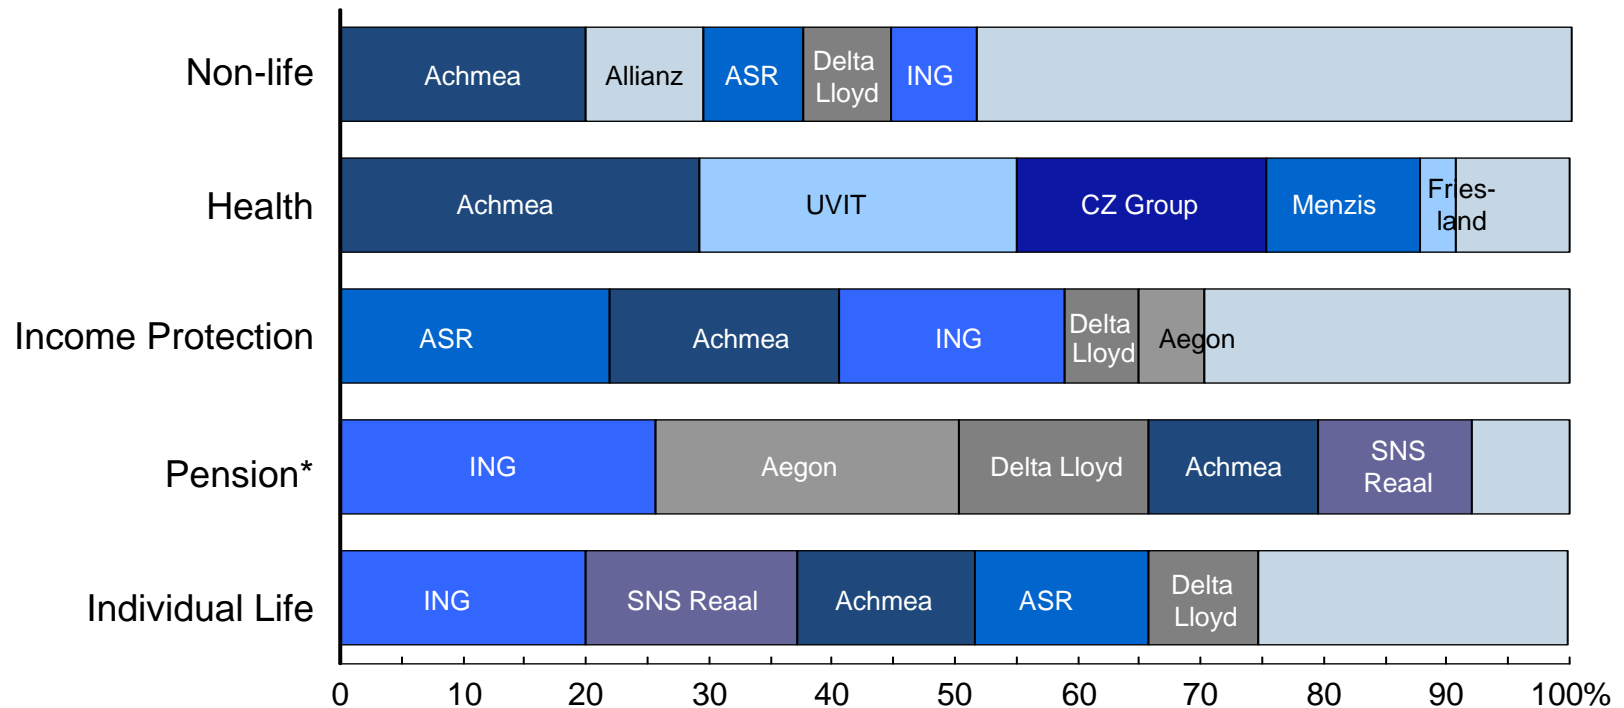 Non-life
Achmea
Allianz
ASR
Delta
Lloyd
ING
Health
Achmea
UVIT
CZ Group
Menzis
Fries-
land
Income Protection
ASR
Achmea
ING
Delta
Lloyd
Aegon
Pension*
ING
Aegon
Delta Lloyd
Achmea
SNS
Reaal
Individual Life
ING
SNS Reaal
Achmea
ASR
Delta
Lloyd
0 10 20 30 40 50 60 70 80 90 100%